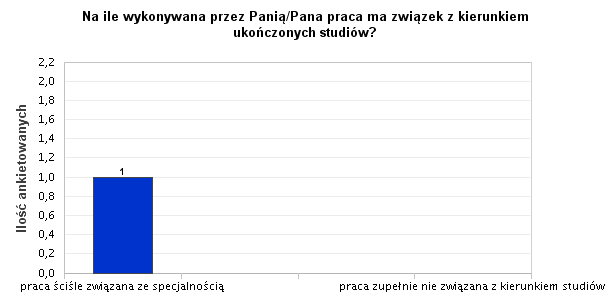 Na ile wykonywana przez Panią/Pana praca ma związek z kierunkiem
ukończonych studiów?
Ilość ankietowanych
2,2
2,0
1,8
1,6
1,4
1,2
1,0
0,8
0,6
0,4
0,2
0,0
1
praca ściśle związana ze specjalnością
praca zupełnie nie związana z kierunkiem studiów